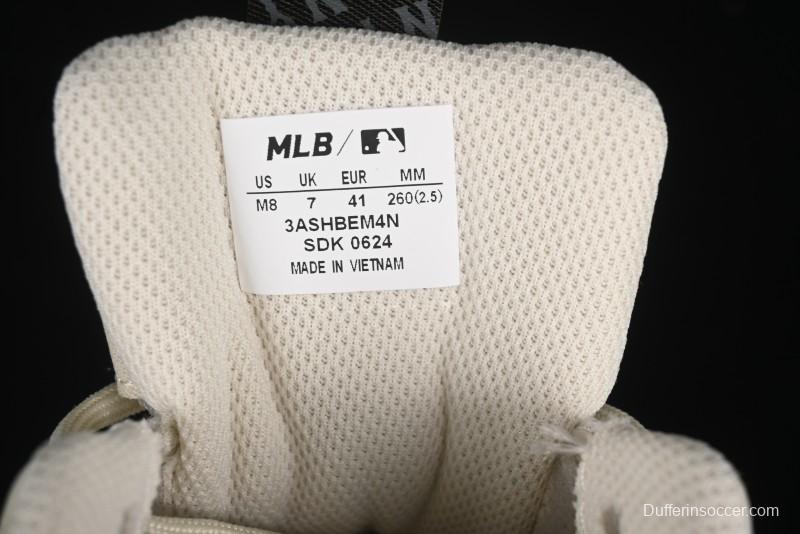 MLB /
US UK EUR MM
M8 7 41 260(2.5)
3ASHBEM4N
SDK 0624
MADE IN VIETNAM
Dufferinsoccer.com